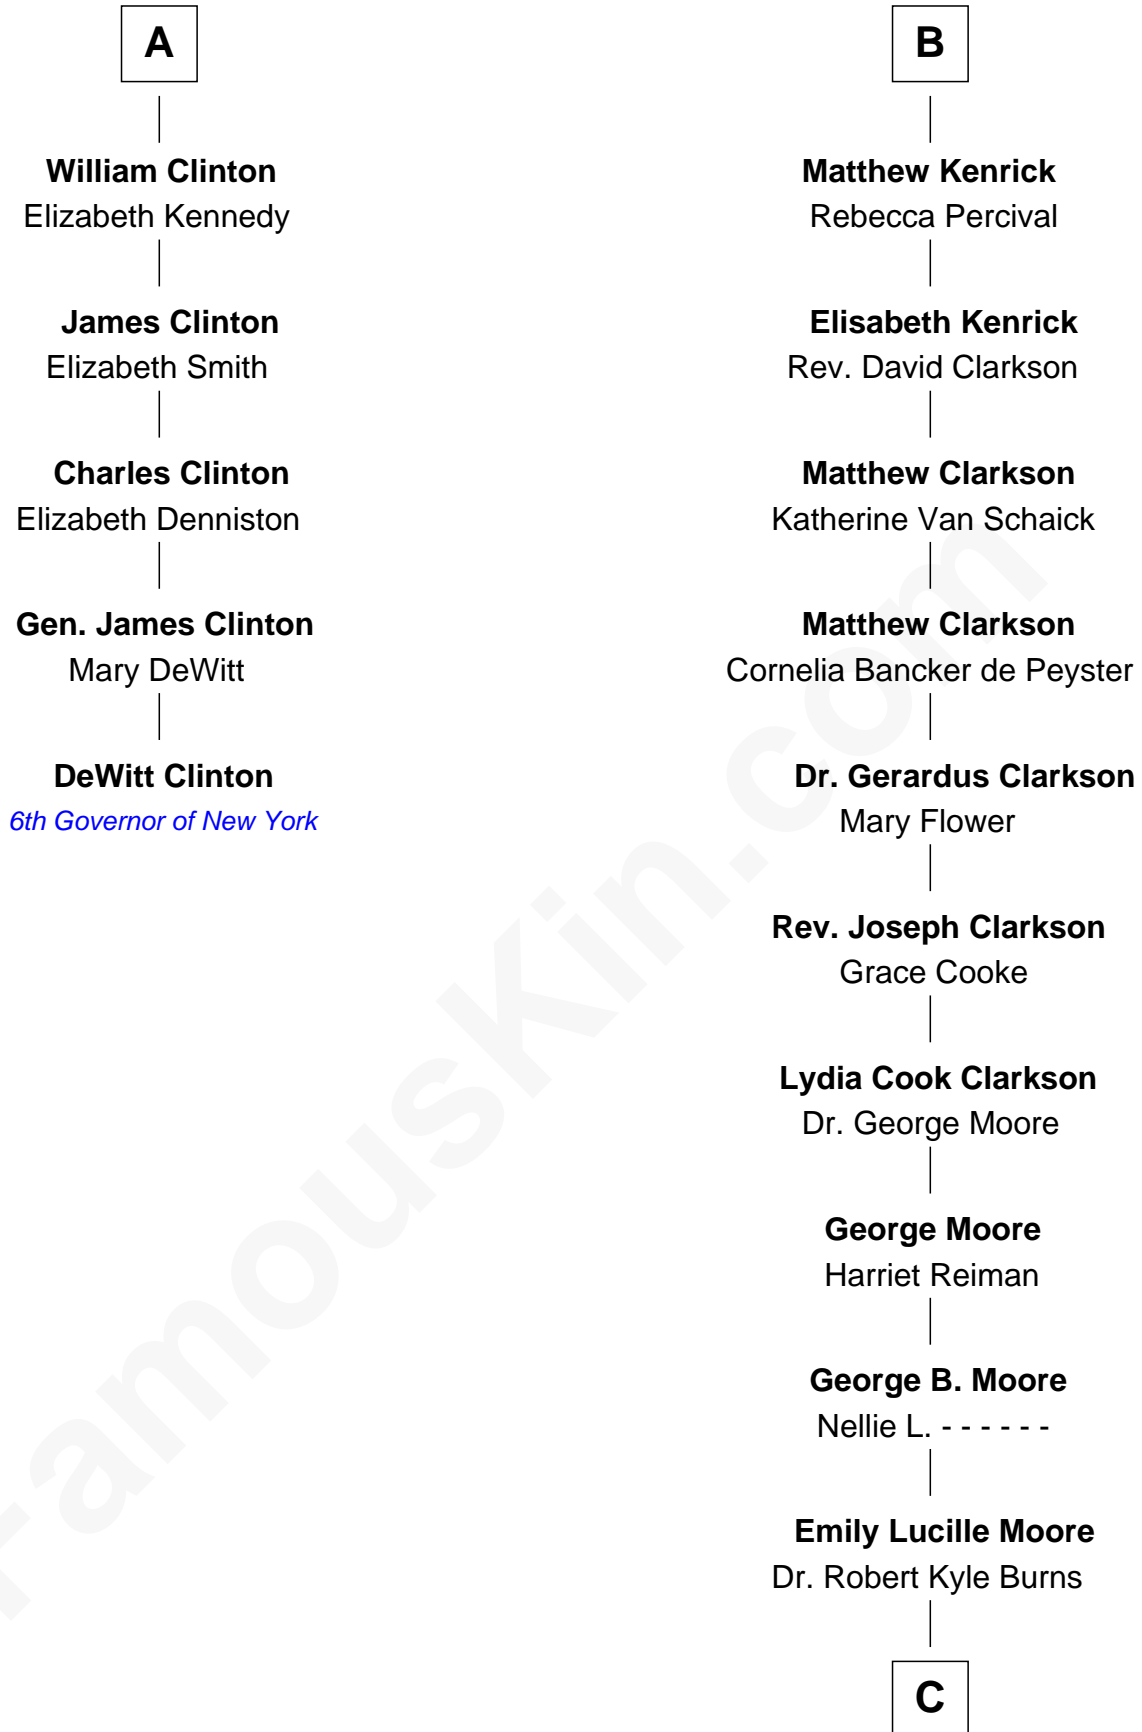 A
William Clinton
Elizabeth Kennedy
James Clinton
Elizabeth Smith
Charles Clinton
Elizabeth Denniston
Gen. James Clinton
Mary DeWitt
DeWitt Clinton
6th Governor of New York
B
Matthew Kenrick
Rebecca Percival
Elisabeth Kenrick
Rev. David Clarkson
Matthew Clarkson
Katherine Van Schaick
Matthew Clarkson
Cornelia Bancker de Peyster
Dr. Gerardus Clarkson
Mary Flower
Rev. Joseph Clarkson
Grace Cooke
Lydia Cook Clarkson
Dr. George Moore
George Moore
Harriet Reiman
George B. Moore
Nellie L. - - - - - -
Emily Lucille Moore
Dr. Robert Kyle Burns
C
FamousKin.com